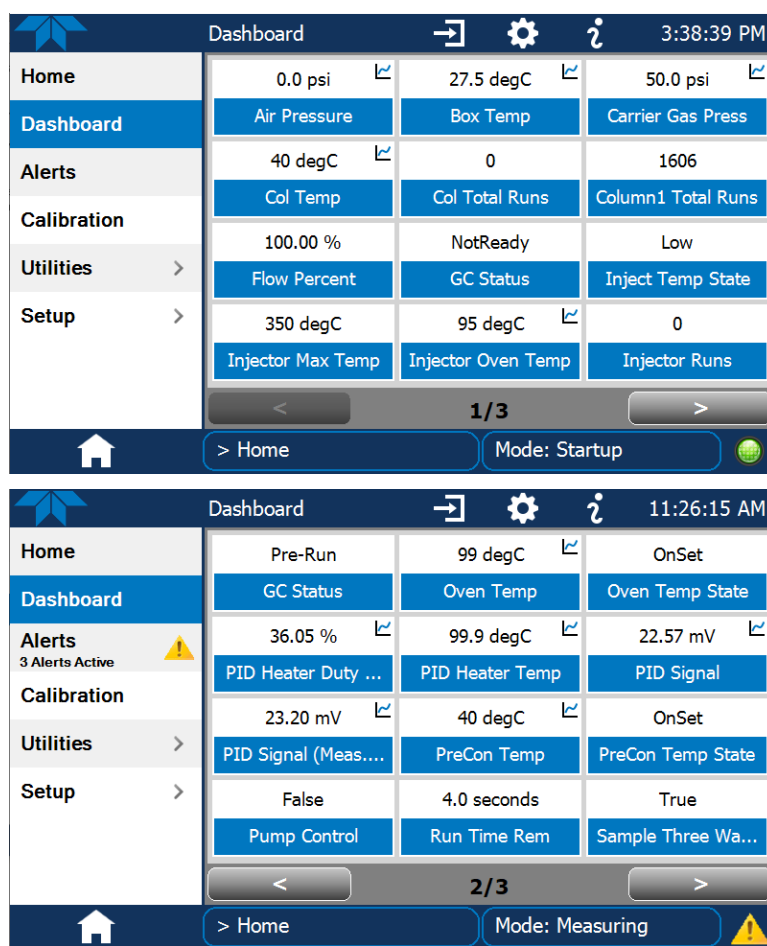 Dashboard 3:38:39 PM
Home
Dashboard
Alerts
Calibration
Utilities >
Setup >
0.0 psi 27.5 degC 50.0 psi
Air Pressure Box Temp Carrier Gas Press
40 degC 0 1606
Col Temp Col Total Runs Column1 Total Runs
100.00 % NotReady Low
Flow Percent GC Status Inject Temp State
350 degC 95 degC 0
Injector Max Temp Injector Oven Temp Injector Runs
< 1/3 >
> Home Mode: Startup
Dashboard 11:26:15 AM
Home
Dashboard
Alerts
3 Alerts Active
Calibration
Utilities >
Setup >
Pre-Run 99 degC OnSet
GC Status Oven Temp Oven Temp State
36.05 % 99.9 degC 22.57 mV
PID Heater Duty ... PID Heater Temp PID Signal
23.20 mV 40 degC OnSet
PID Signal (Meas.... PreCon Temp PreCon Temp State
False 4.0 seconds True
Pump Control Run Time Rem Sample Three Wa...
< 2/3 >
> Home Mode: Measuring